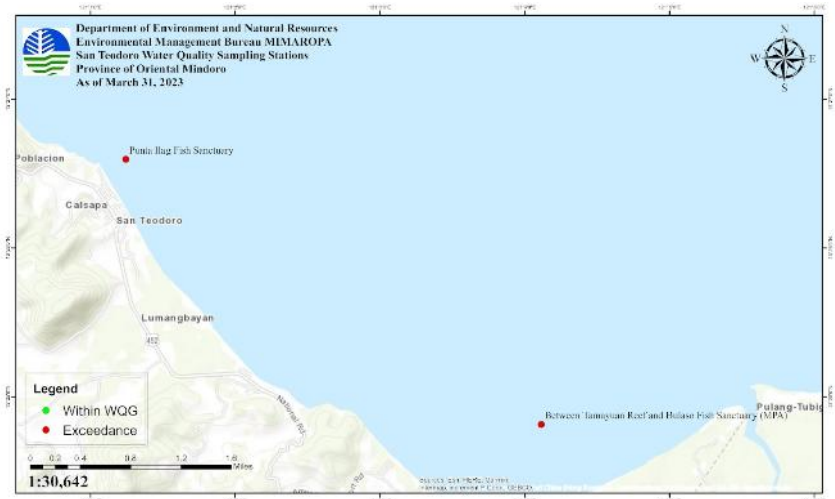 Department of Environment and Natural Resources
Environmental Management Bureau MIMAROPA
San Teodoro Water Quality Sampling Stations
Province of Oriental Mindoro
As of March 31, 2023
N
W E
S
Punta Ilag Fish Sanctuary
Poblacion
Calsapa
San Teodoro
Lumangbayan
452
National Rd
Legend
Within WQG
Exceedance
Between Tamayuan Reef and Hulaso Fish Sanctuary (MPA)
Pulang-Tubig
0 0.2 0.4 0.8 1.2 1.6
Miles
1:30,642